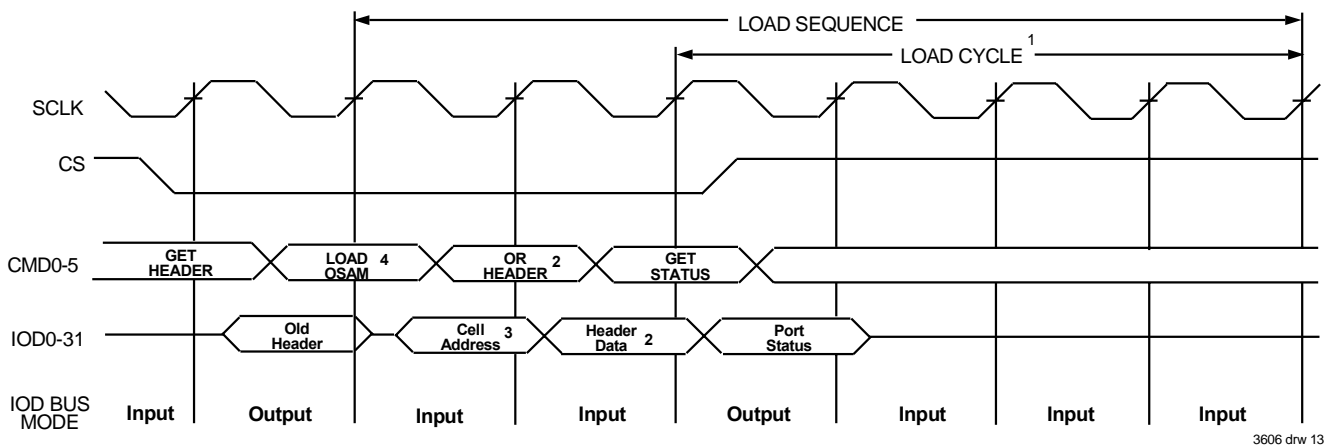 LOAD SEQUENCE
LOAD CYCLE 1
SCLK
CS
CMD0-5
GET
HEADER
LOAD 4
OSAM
OR
HEADER 2
GET
STATUS
IOD0-31
Old
Header
Cell
Address 3
Header
Data 2
Port
Status
IOD BUS
MODE
Input Output Input Input Output Input Input Input
3606 drw 13